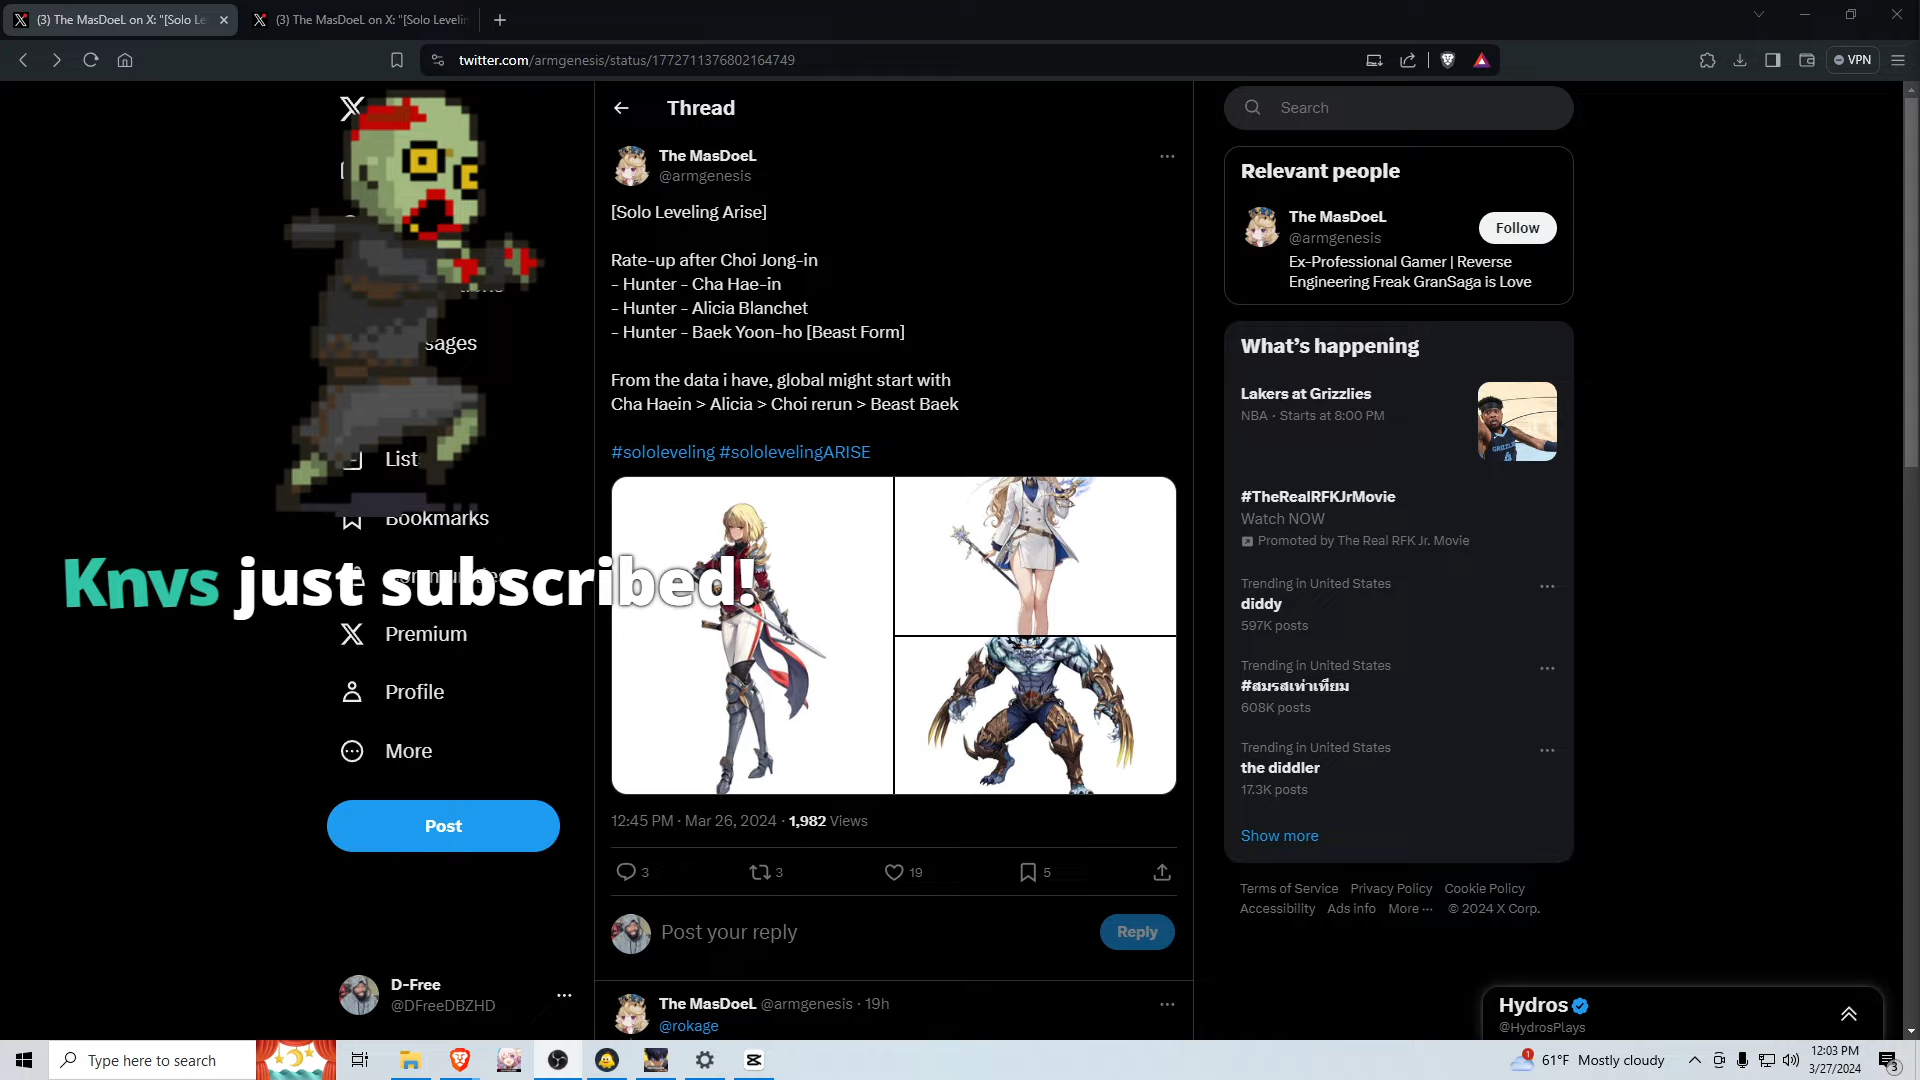 (3) The MasDoeL on X: "[Solo Le
(3) The MasDoeL on X: "[Solo Levelin
twitter.com/armgenesis/status/1772711376802164749
VPN
sages
List
Bookmarks
Premium
Profile
More
Post
D-Free
@DFreeDBZHD
Knvs just subscribed!
Thread
The MasDoeL
@armgenesis
[Solo Leveling Arise]
Rate-up after Choi Jong-in
- Hunter - Cha Hae-in
- Hunter - Alicia Blanchet
- Hunter - Baek Yoon-ho [Beast Form]
From the data i have, global might start with
Cha Haein > Alicia > Choi rerun > Beast Baek
#sololeveling #sololevelingARISE
12:45 PM · Mar 26, 2024 · 1,982 Views
3
3
19
5
Post your reply
Reply
The MasDoeL @armgenesis · 19h
@rokage
Search
Relevant people
The MasDoeL
@armgenesis
Follow
Ex-Professional Gamer | Reverse
Engineering Freak GranSaga is Love
What's happening
Lakers at Grizzlies
NBA · Starts at 8:00 PM
#TheRealRFKJrMovie
Watch NOW
Promoted by The Real RFK Jr. Movie
Trending in United States
diddy
597K posts
Trending in United States
#สมรสเท่าเทียม
608K posts
Trending in United States
the diddler
17.3K posts
Show more
Terms of Service Privacy Policy Cookie Policy
Accessibility Ads info More ··· © 2024 X Corp.
Hydros
@HydrosPlays
Type here to search
1
61°F Mostly cloudy
12:03 PM
3/27/2024
3